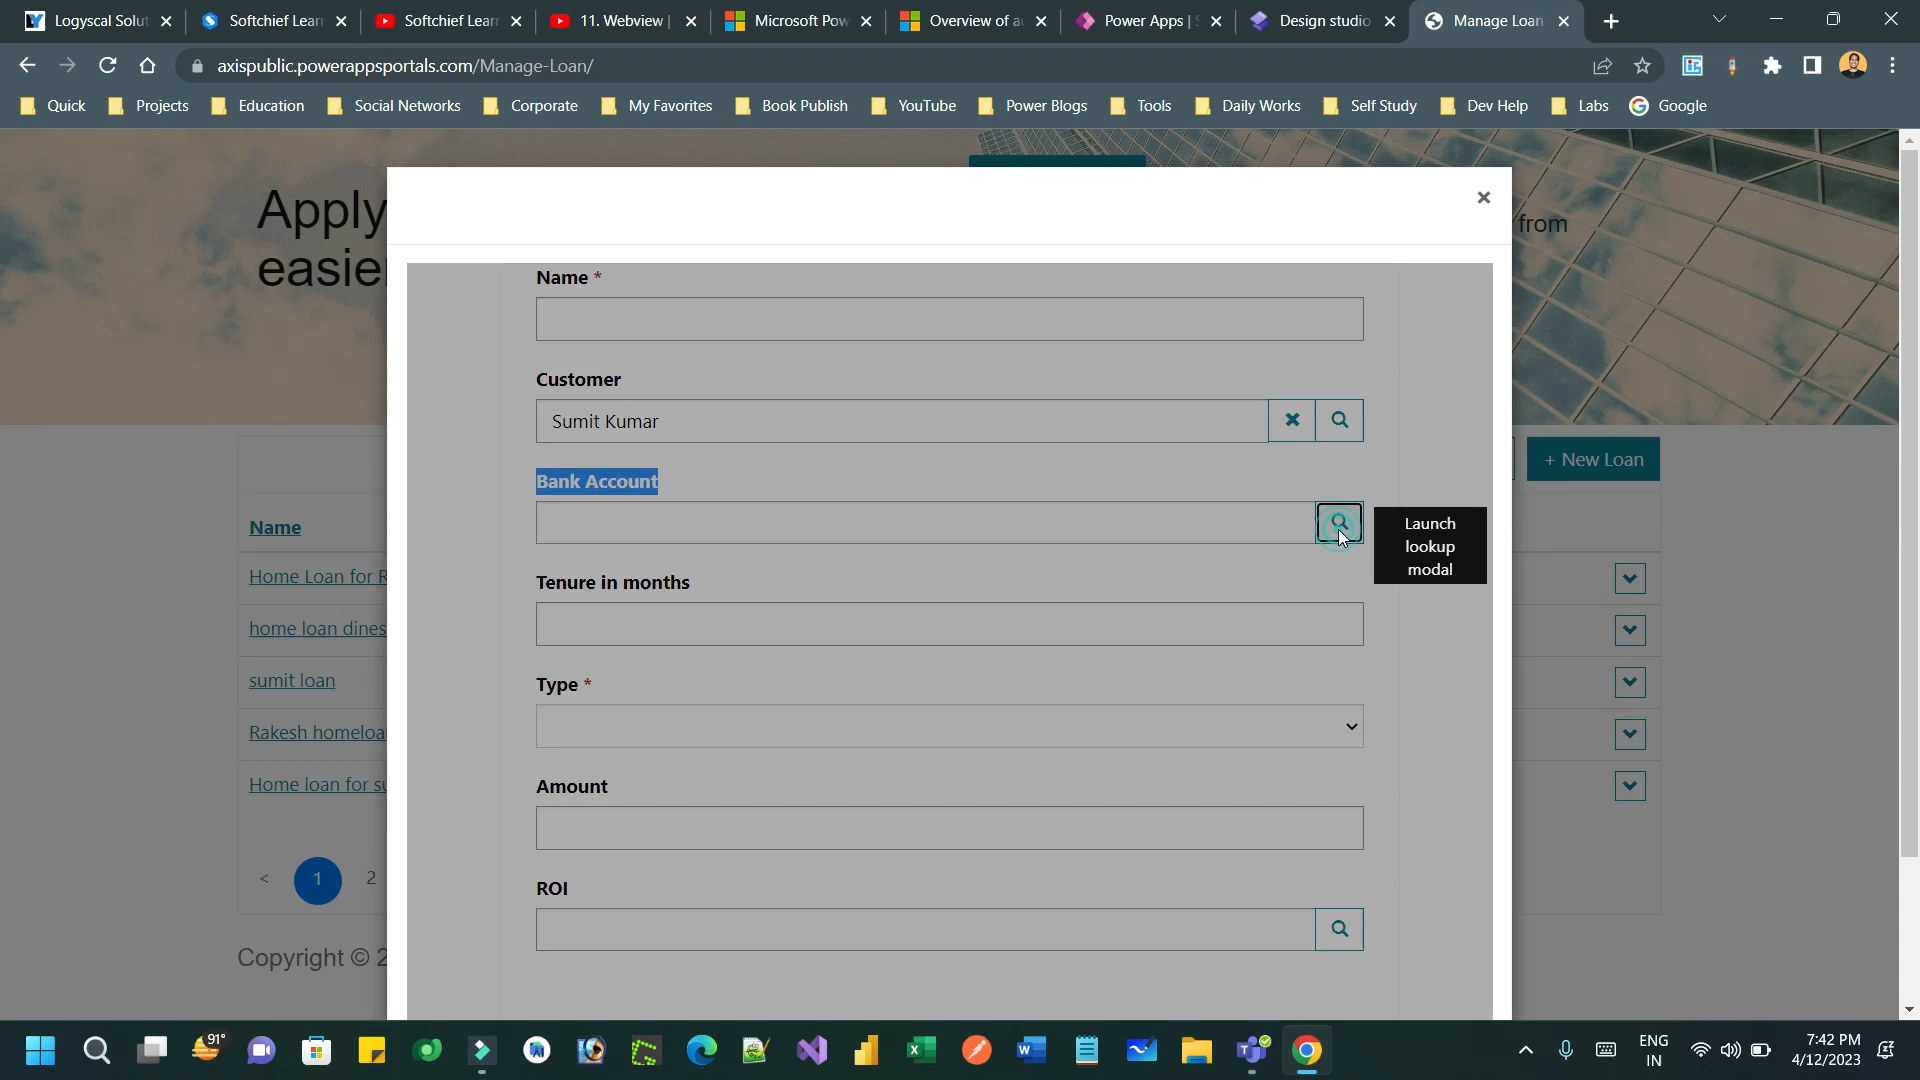 Logyscal Solut
Softchief Lear
Softchief Lear
11. Webview |
Microsoft Pow
Overview of au
Power Apps | S
Design studio
Manage Loan
axispublic.powerappsportals.com/Manage-Loan/
Quick
Projects
Education
Social Networks
Corporate
My Favorites
Book Publish
YouTube
Power Blogs
Tools
Daily Works
Self Study
Dev Help
Labs
Google
Apply
easier
from
Name *
Customer
Sumit Kumar
Bank Account
Launch
lookup
modal
Tenure in months
Type *
Amount
ROI
+ New Loan
Name
Home Loan for R
home loan dines
sumit loan
Rakesh homeloa
Home loan for su
< 1 2
Copyright © 2
91°
ENG
IN
7:42 PM
4/12/2023